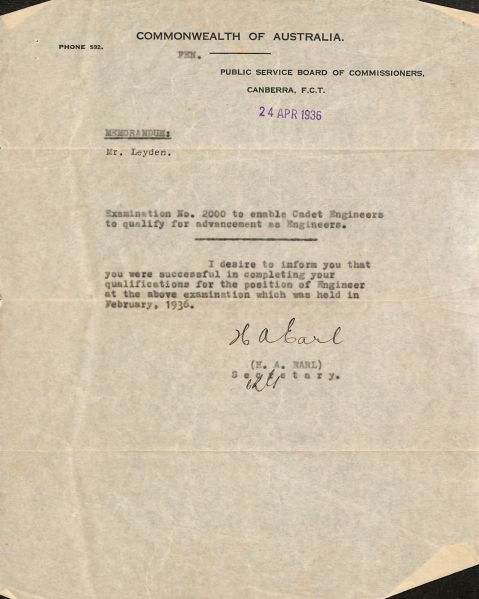 COMMONWEALTH OF AUSTRALIA.
PHONE 592.
FEN.
PUBLIC SERVICE BOARD OF COMMISSIONERS,
CANBERRA, F.C.T.
24 APR 1936
MEMORANDUM:
Mr. Leyden.
Examination No. 2000 to enable Cadet Engineers
to qualify for advancement as Engineers.
I desire to inform you that
you were successful in completing your
qualifications for the position of Engineer
at the above examination which was held in
February, 1936.
H A Earl
(H. A. EARL)
Secretary.